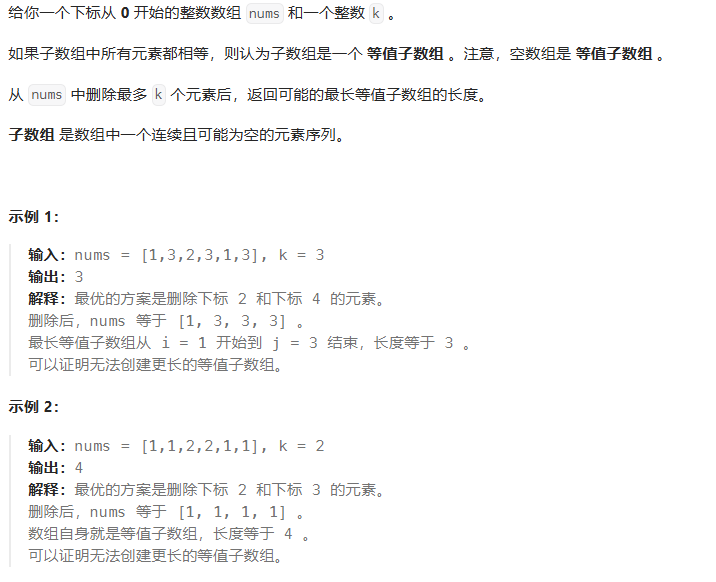 给你一个下标从 0 开始的整数数组 nums 和一个整数 k 。
如果子数组中所有元素都相等，则认为子数组是一个 等值子数组 。注意，空数组是 等值子数组 。
从 nums 中删除最多 k 个元素后，返回可能的最长等值子数组的长度。
子数组 是数组中一个连续且可能为空的元素序列。
示例 1：
输入：nums = [1,3,2,3,1,3], k = 3
输出：3
解释：最优的方案是删除下标 2 和下标 4 的元素。
删除后，nums 等于 [1, 3, 3, 3] 。
最长等值子数组从 i = 1 开始到 j = 3 结束，长度等于 3 。
可以证明无法创建更长的等值子数组。
示例 2：
输入：nums = [1,1,2,2,1,1], k = 2
输出：4
解释：最优的方案是删除下标 2 和下标 3 的元素。
删除后，nums 等于 [1, 1, 1, 1] 。
数组自身就是等值子数组，长度等于 4 。
可以证明无法创建更长的等值子数组。